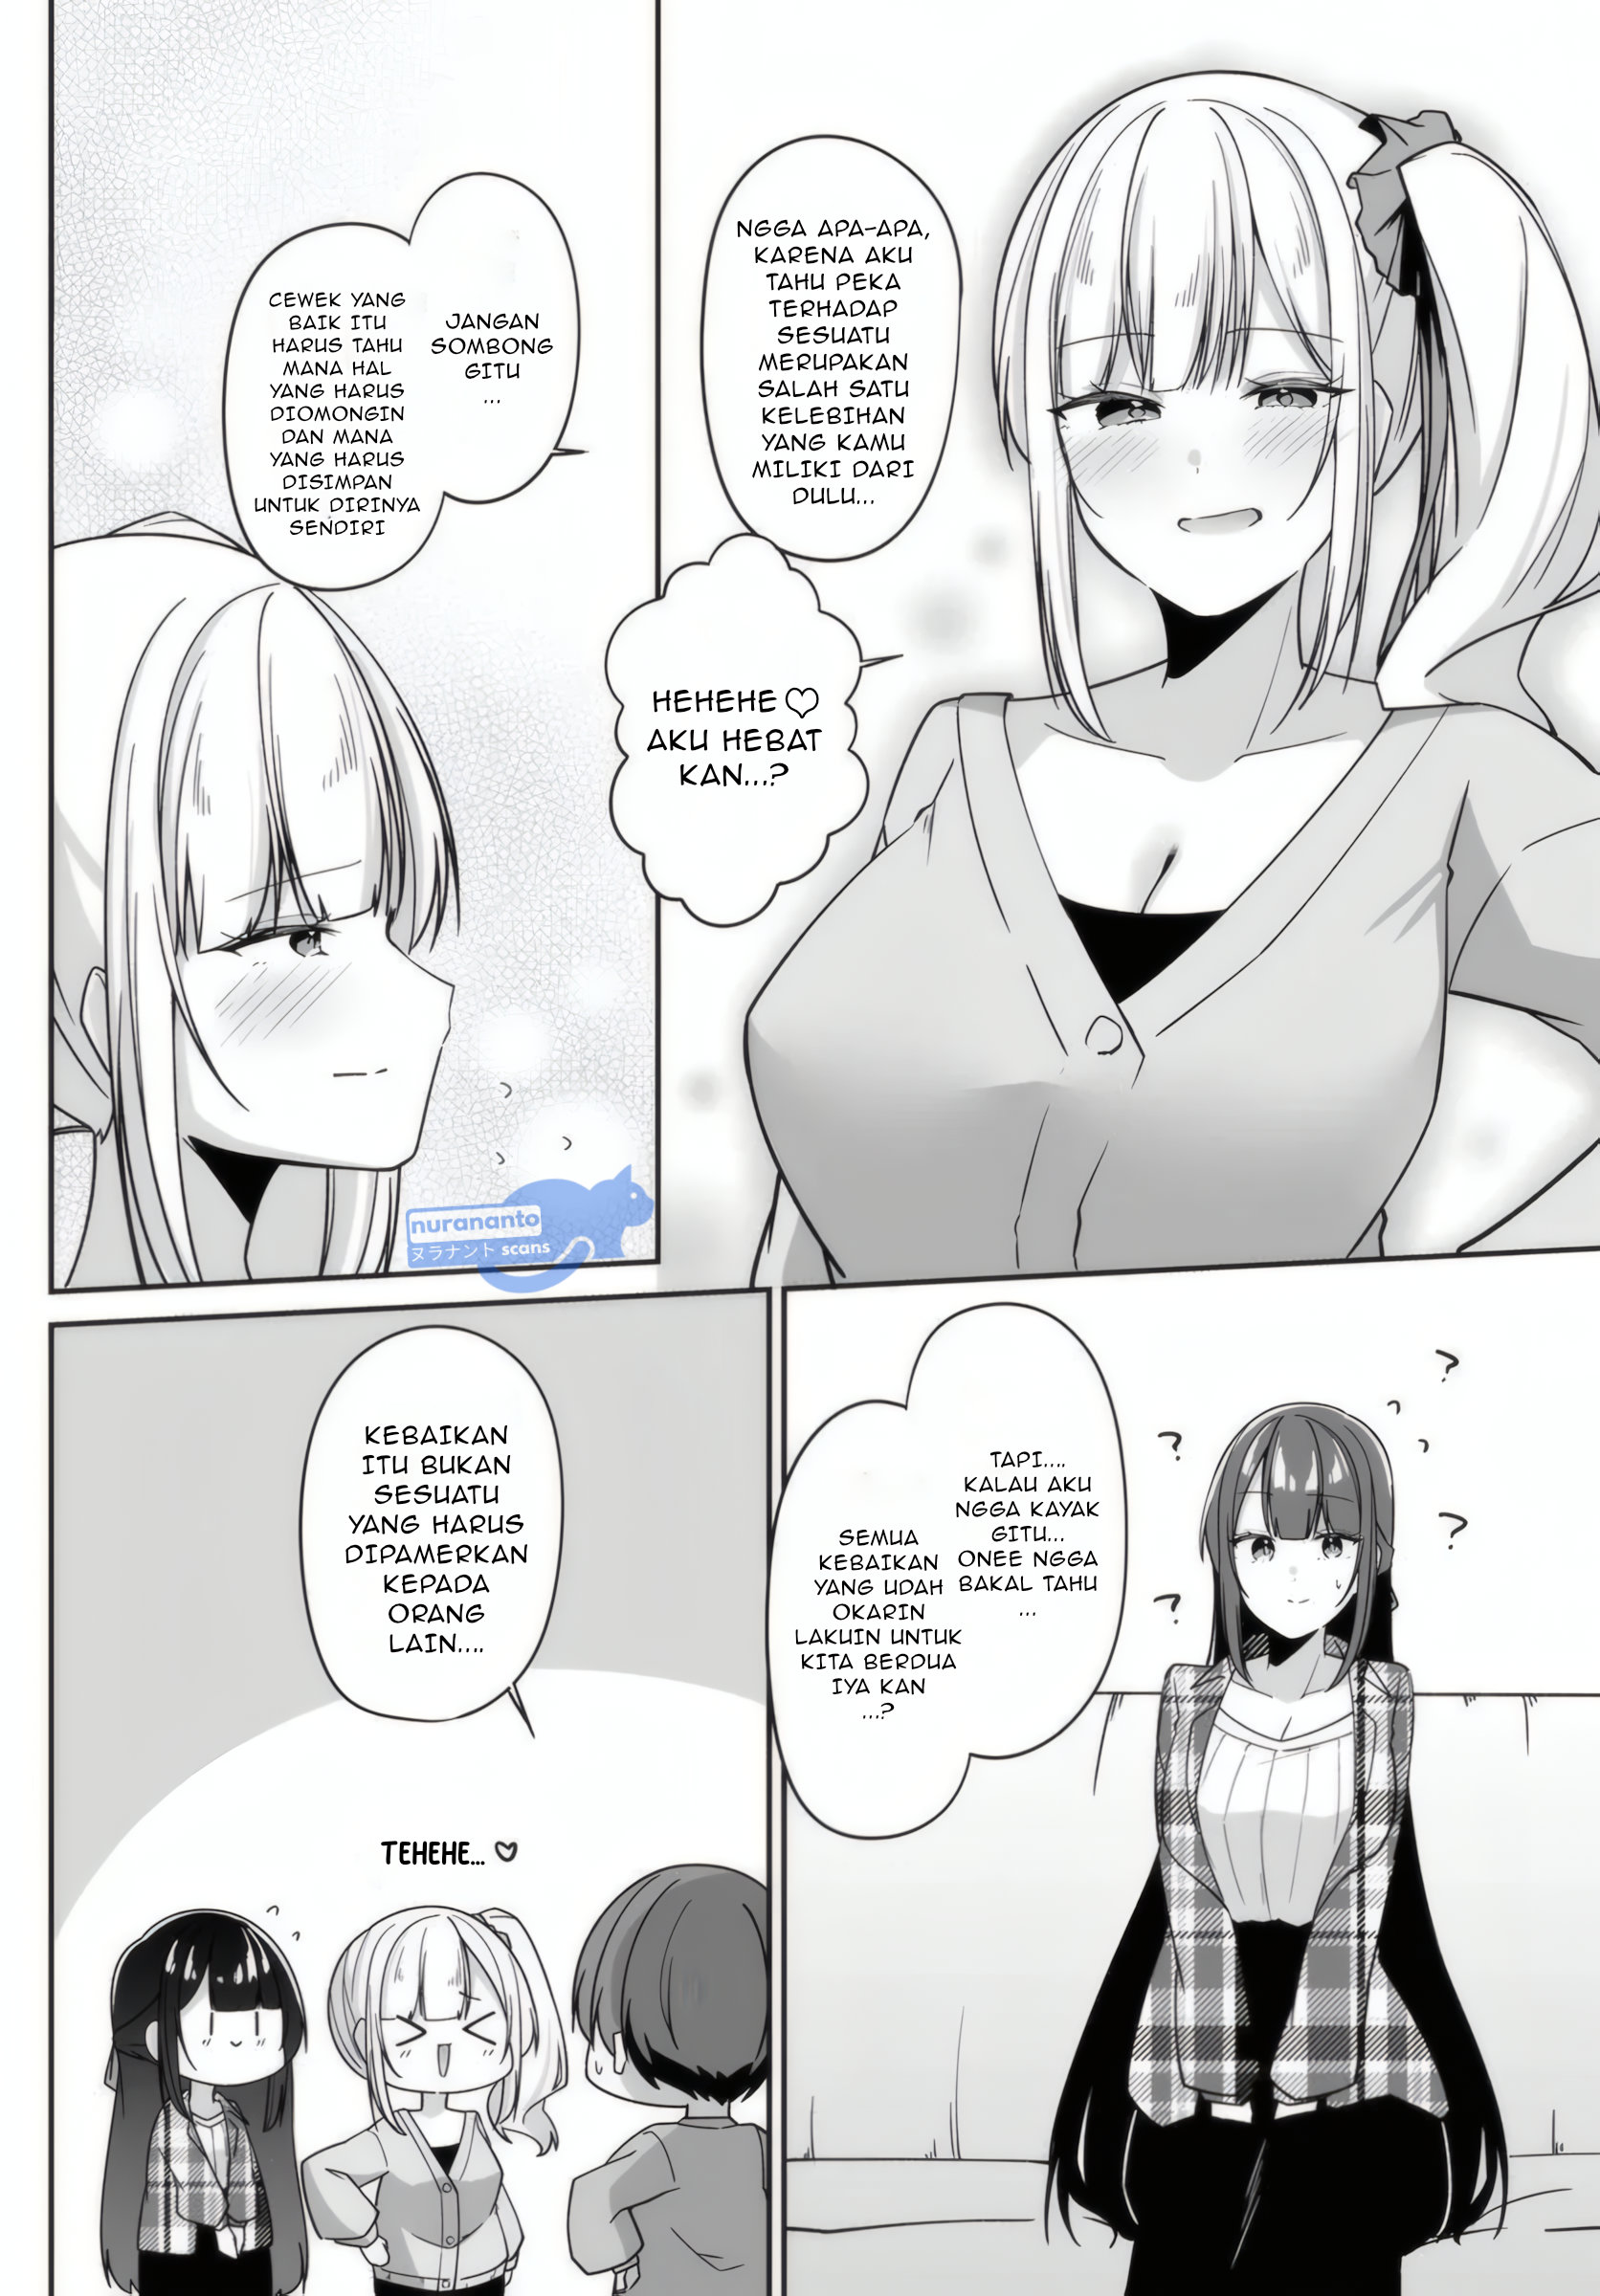 NGGA APA-APA,
KARENA AKU
TAHU PEKA
TERHADAP
SESUATU
MERUPAKAN
SALAH SATU
KELEBIHAN
YANG KAMU
MILIKI DARI
DULU...
HEHEHE♡
AKU HEBAT
KAN...?
JANGAN
SOMBONG
GITU
...
CEWEK YANG
BAIK ITU
HARUS TAHU
MANA HAL
YANG HARUS
DIOMONGIN
DAN MANA
YANG HARUS
DISIMPAN
UNTUK DIRINYA
SENDIRI
nurananto
ヌラナント scans
?
?
?
?
TAPI....
KALAU AKU
NGGA KAYAK
GITU...
ONEE NGGA
BAKAL TAHU
...
SEMUA
KEBAIKAN
YANG UDAH
OKARIN
LAKUIN UNTUK
KITA BERDUA
IYA KAN
...?
KEBAIKAN
ITU BUKAN
SESUATU
YANG HARUS
DIPAMERKAN
KEPADA
ORANG
LAIN....
TEHEHE... ♡